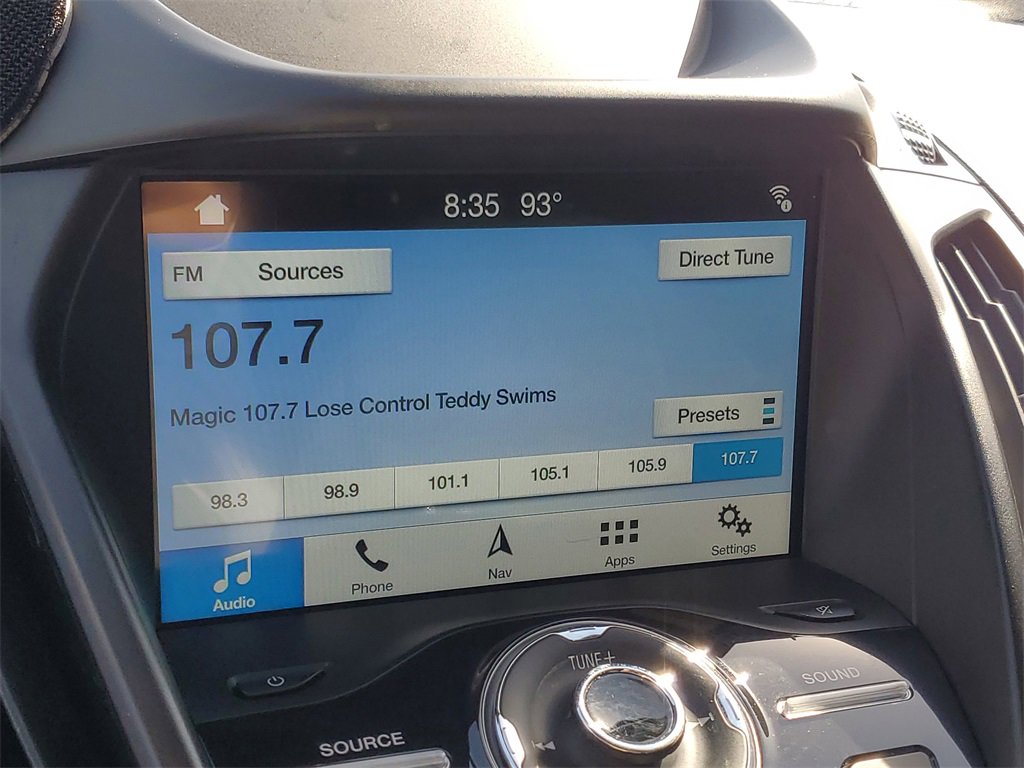 8:35 93°
FM Sources
Direct Tune
107.7
Magic 107.7 Lose Control Teddy Swims
Presets
98.3 98.9 101.1 105.1 105.9 107.7
Audio Phone Nav Apps Settings
TUNE+
SOUND
SOURCE